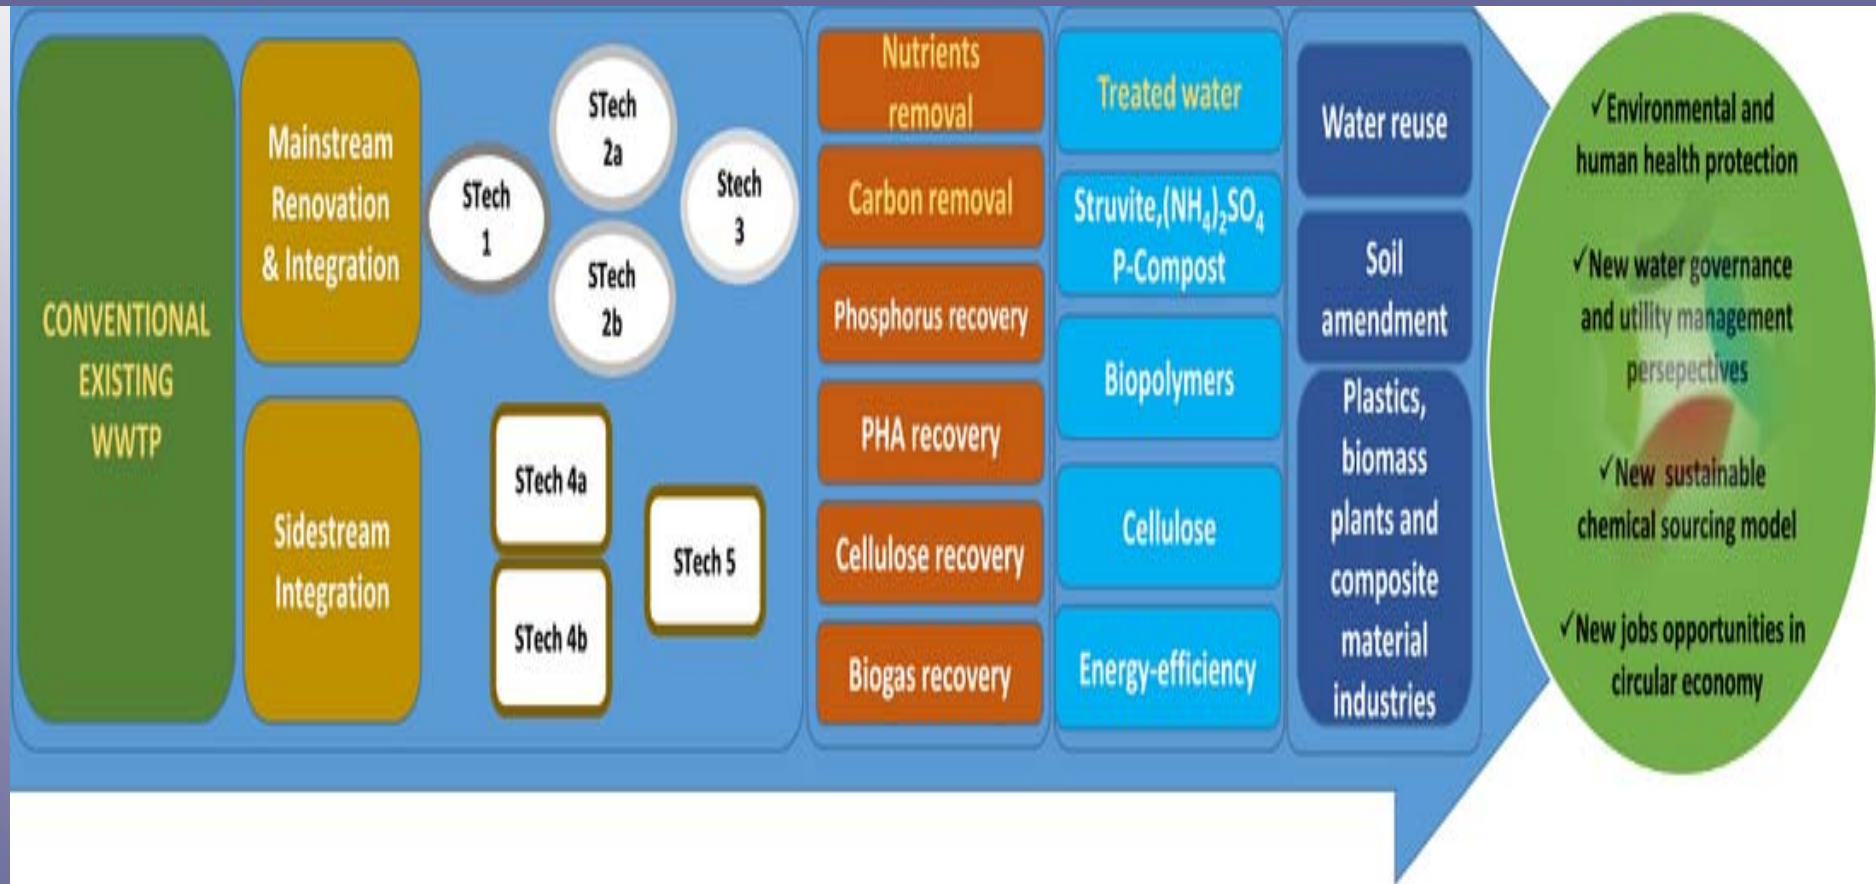 CONVENTIONAL
EXISTING
WWTP
Mainstream
Renovation
& Integration
Sidestream
Integration
STech
1
STech
2a
STech
2b
Stech
3
STech 4a
STech 4b
STech 5
Nutrients
removal
Carbon removal
Phosphorus recovery
PHA recovery
Cellulose recovery
Biogas recovery
Treated water
Struvite,(NH₄)₂SO₄
P-Compost
Biopolymers
Cellulose
Energy-efficiency
Water reuse
Soil
amendment
Plastics,
biomass
plants and
composite
material
industries
✓Environmental and
human health protection
✓New water governance
and utility management
persepectives
✓New sustainable
chemical sourcing model
✓New jobs opportunities in
circular economy